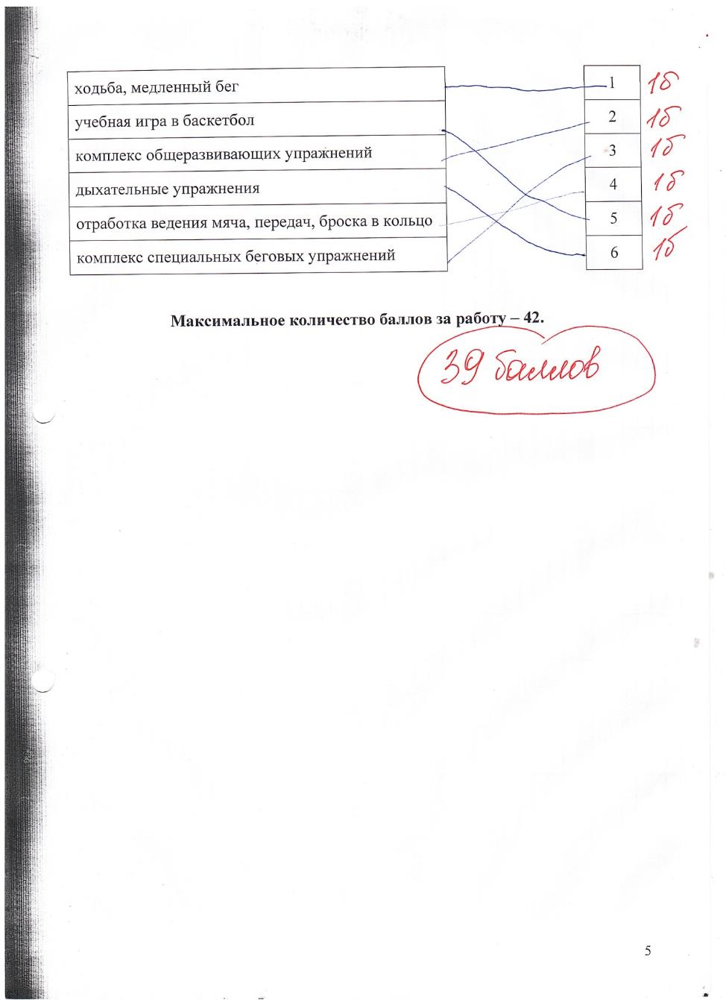 ходьба, медленный бег 1 1б
учебная игра в баскетбол 2 1б
комплекс общеразвивающих упражнений 3 1б
дыхательные упражнения 4 1б
отработка ведения мяча, передач, броска в кольцо 5 1б
комплекс специальных беговых упражнений 6 1б
Максимальное количество баллов за работу – 42.
39 баллов
5